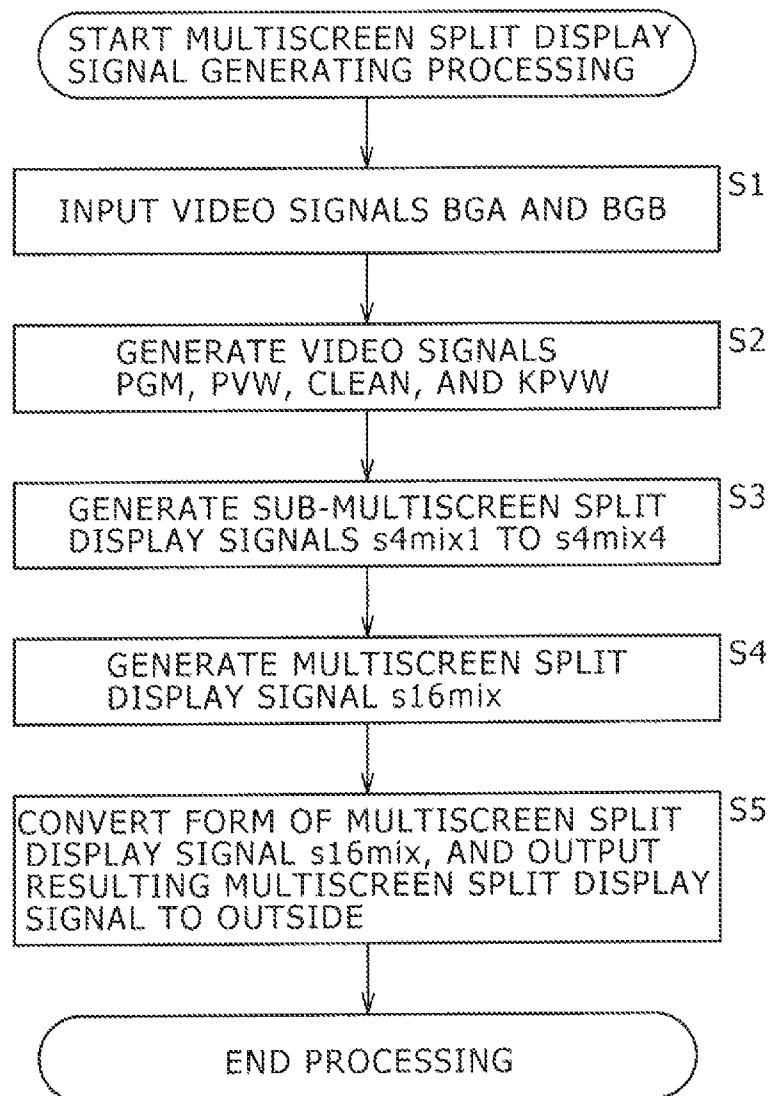 START MULTISCREEN SPLIT DISPLAY
SIGNAL GENERATING PROCESSING
S1
INPUT VIDEO SIGNALS BGA AND BGB
S2
GENERATE VIDEO SIGNALS
PGM, PVW, CLEAN, AND KPVW
S3
GENERATE SUB-MULTISCREEN SPLIT
DISPLAY SIGNALS s4mix1 TO s4mix4
S4
GENERATE MULTISCREEN SPLIT
DISPLAY SIGNAL s16mix
S5
CONVERT FORM OF MULTISCREEN SPLIT
DISPLAY SIGNAL s16mix, AND OUTPUT
RESULTING MULTISCREEN SPLIT DISPLAY
SIGNAL TO OUTSIDE
END PROCESSING